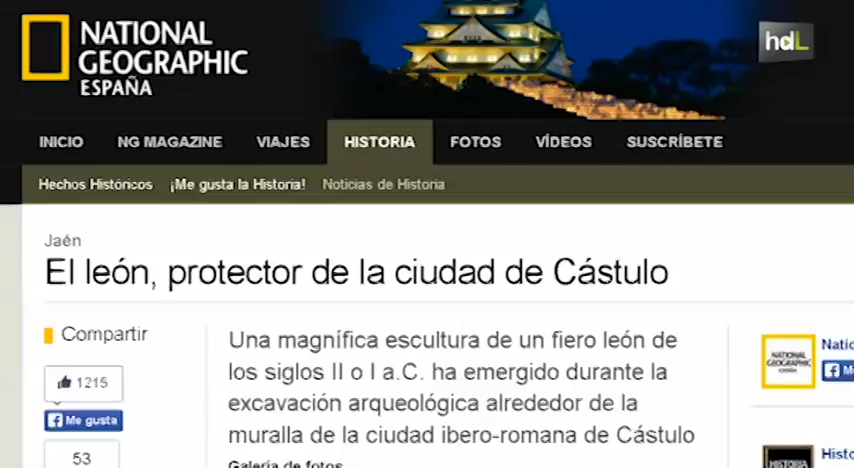 NATIONAL
GEOGRAPHIC
ESPAÑA
hdL
INICIO NG MAGAZINE VIAJES HISTORIA FOTOS VÍDEOS SUSCRÍBETE
Hechos Históricos ¡Me gusta la Historia! Noticias de Historia
Jaén
El león, protector de la ciudad de Cástulo
Compartir
1215
Me gusta
53
Una magnífica escultura de un fiero león de
los siglos II o I a.C. ha emergido durante la
excavación arqueológica alrededor de la
muralla de la ciudad ibero-romana de Cástulo
Galería de fotos
NATIONAL
GEOGRAPHIC
Natio
M
HISTORIA
Histo